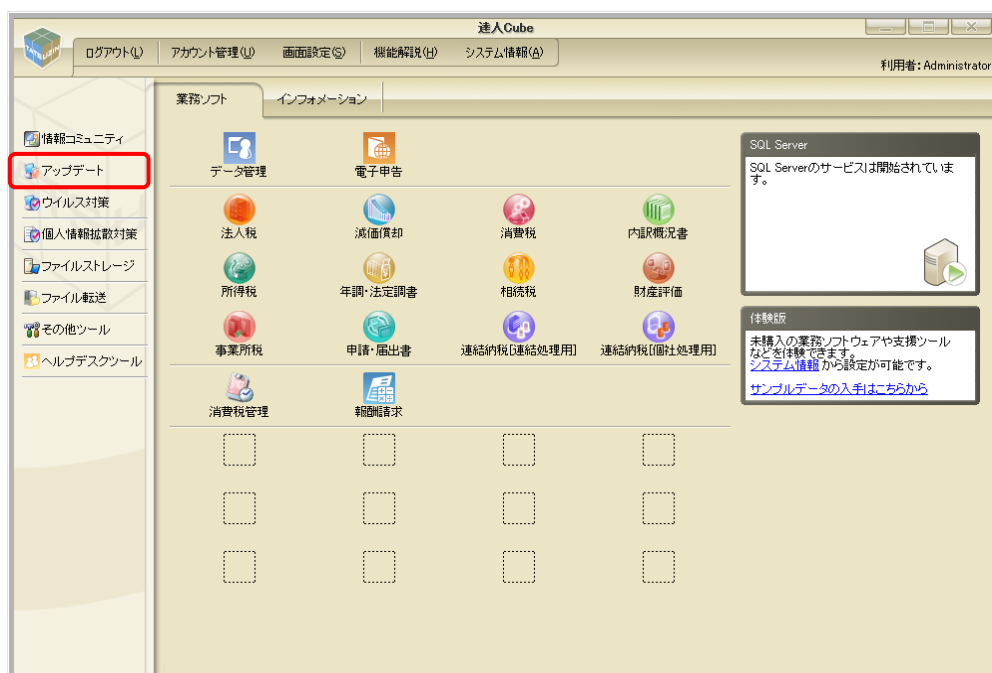 達人Cube
TATSUZIN
ログアウト(L)
アカウント管理(U)
画面設定(S)
機能解説(H)
システム情報(A)
利用者：Administrator
業務ソフト
インフォメーション
情報コミュニティ
アップデート
ウイルス対策
個人情報拡散対策
ファイルストレージ
ファイル転送
その他ツール
ヘルプデスクツール
データ管理
電子申告
法人税
減価償却
消費税
内訳概況書
所得税
年調・法定調書
相続税
財産評価
事業所税
申請・届出書
連結納税[連結処理用]
連結納税[個社処理用]
消費税管理
報酬請求
SQL Server
SQL Serverのサービスは開始されていま
す。
体験版
未購入の業務ソフトウェアや支援ツール
などを体験できます。
システム情報 から設定が可能です。
サンプルデータの入手はこちらから